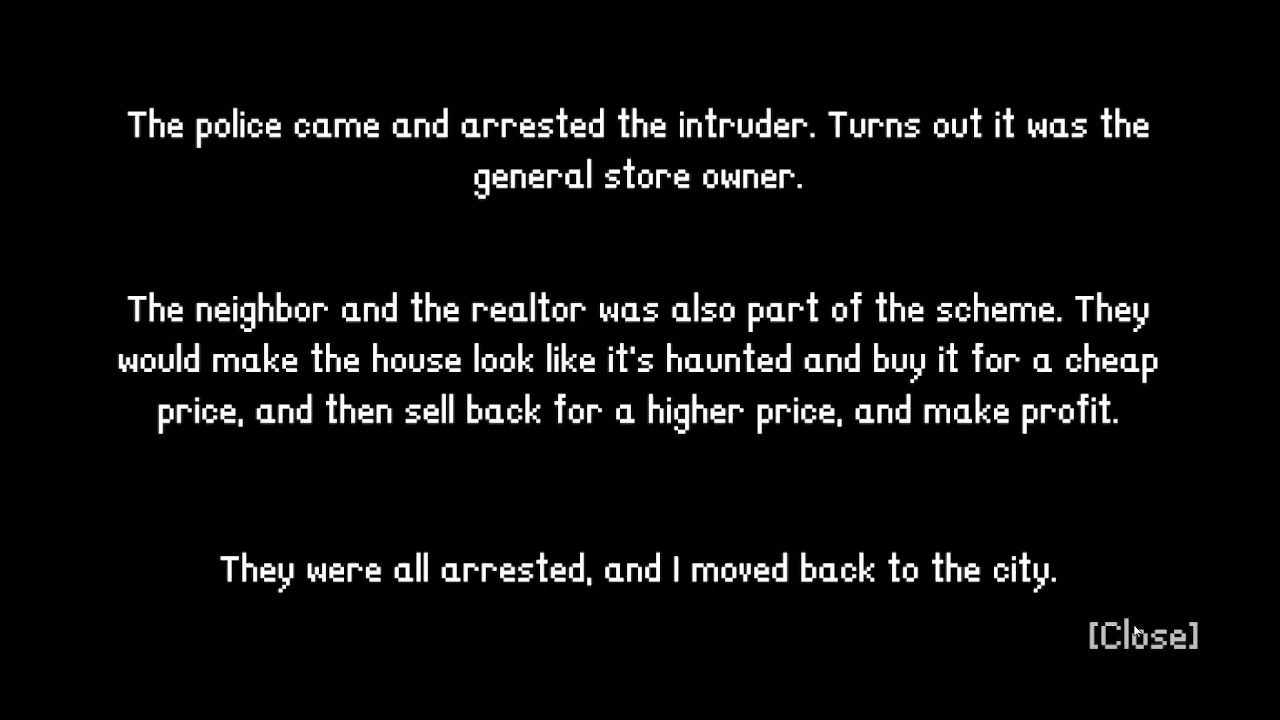 The police came and arrested the intruder. Turns out it was the
general store owner.
The neighbor and the realtor was also part of the scheme. They
would make the house look like it's haunted and buy it for a cheap
price, and then sell back for a higher price, and make profit.
They were all arrested, and I moved back to the city.
[Close]